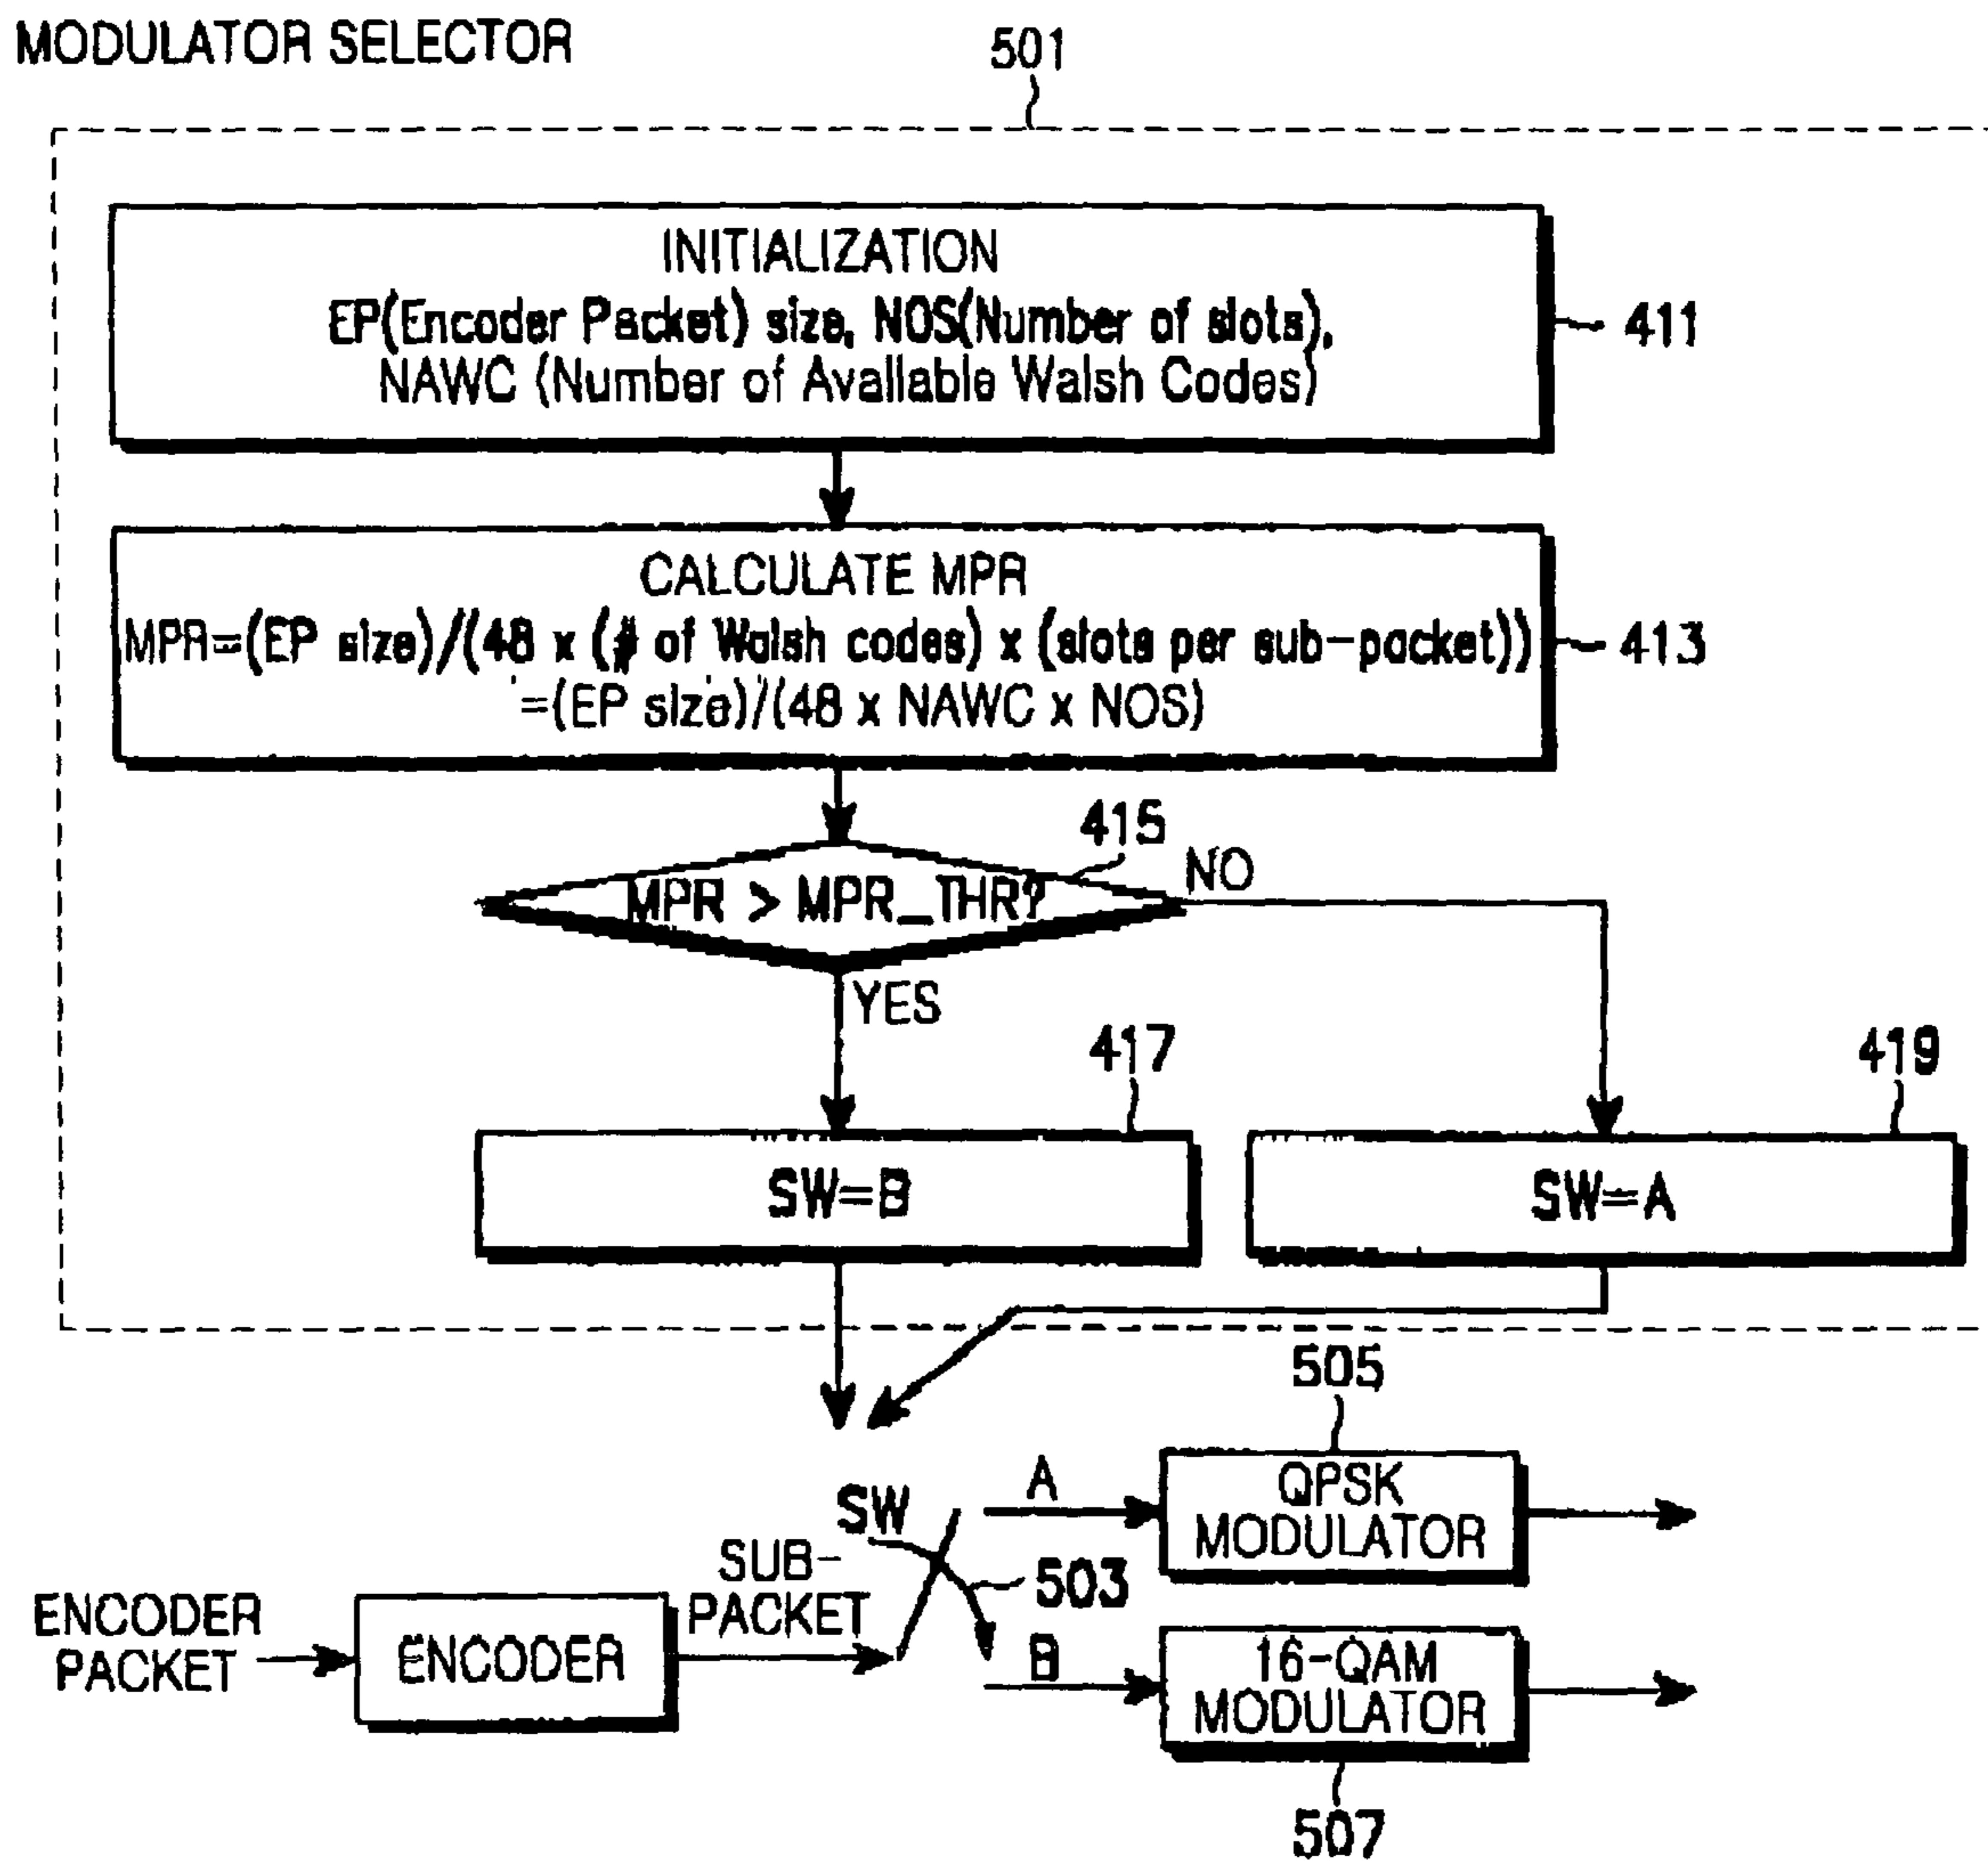 MODULATOR SELECTOR
501
INITIALIZATION
EP(Encoder Packet) size, NOS(Number of slots),
NAWC (Number of Available Walsh Codes)
411
CALCULATE MPR
MPR=(EP size)/(48 x (# of Walsh codes) x (slots per sub-packet))
=(EP size)/(48 x NAWC x NOS)
413
415
MPR > MPR_THR?
NO
YES
417
419
SW=B
SW=A
505
SW
A
QPSK
MODULATOR
503
SUB-
PACKET
ENCODER
PACKET
ENCODER
B
16-QAM
MODULATOR
507